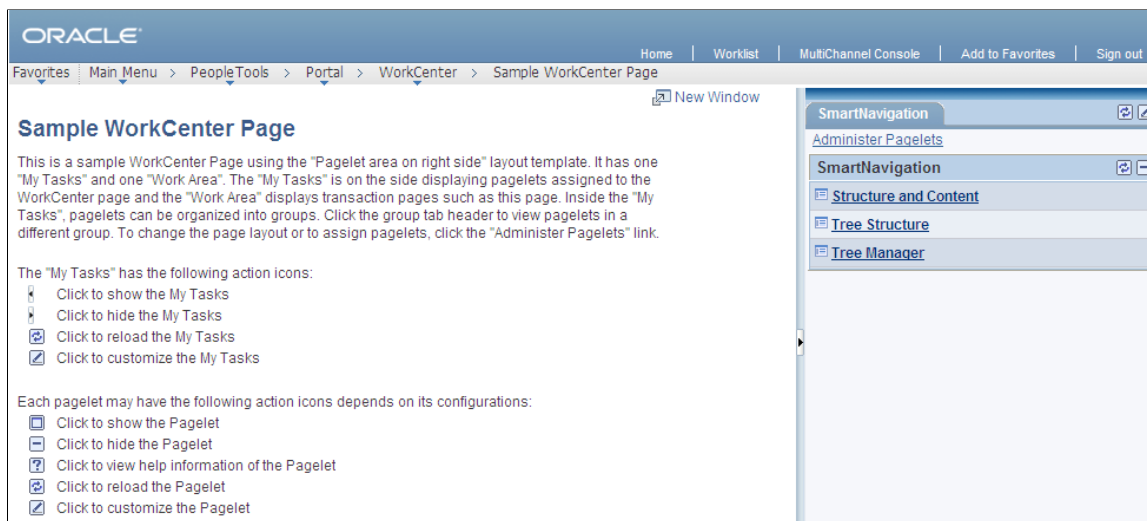 ORACLE
Home | Worklist | MultiChannel Console | Add to Favorites | Sign out
Favorites Main Menu > PeopleTools > Portal > WorkCenter > Sample WorkCenter Page
New Window
Sample WorkCenter Page
This is a sample WorkCenter Page using the "Pagelet area on right side" layout template. It has one
"My Tasks" and one "Work Area". The "My Tasks" is on the side displaying pagelets assigned to the
WorkCenter page and the "Work Area" displays transaction pages such as this page. Inside the "My
Tasks", pagelets can be organized into groups. Click the group tab header to view pagelets in a
different group. To change the page layout or to assign pagelets, click the "Administer Pagelets" link.
The "My Tasks" has the following action icons:
Click to show the My Tasks
Click to hide the My Tasks
Click to reload the My Tasks
Click to customize the My Tasks
Each pagelet may have the following action icons depends on its configurations:
Click to show the Pagelet
Click to hide the Pagelet
? Click to view help information of the Pagelet
Click to reload the Pagelet
Click to customize the Pagelet
SmartNavigation
Administer Pagelets
SmartNavigation
Structure and Content
Tree Structure
Tree Manager